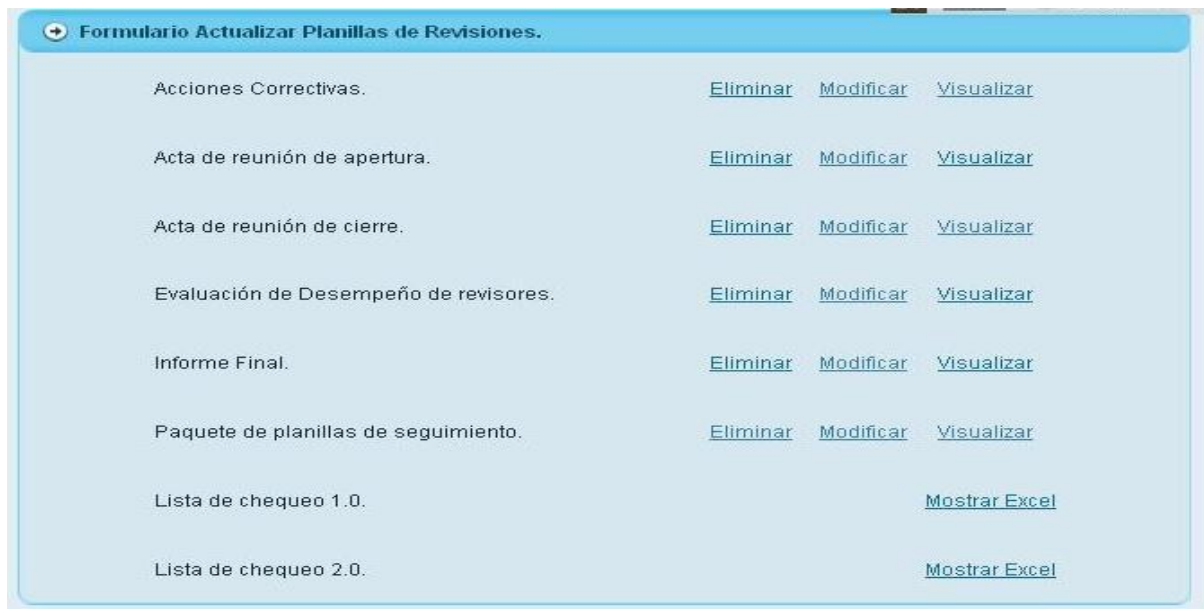 Formulario Actualizar Planillas de Revisiones.
Acciones Correctivas. Eliminar Modificar Visualizar
Acta de reunión de apertura. Eliminar Modificar Visualizar
Acta de reunión de cierre. Eliminar Modificar Visualizar
Evaluación de Desempeño de revisores. Eliminar Modificar Visualizar
Informe Final. Eliminar Modificar Visualizar
Paquete de planillas de seguimiento. Eliminar Modificar Visualizar
Lista de chequeo 1.0. Mostrar Excel
Lista de chequeo 2.0. Mostrar Excel